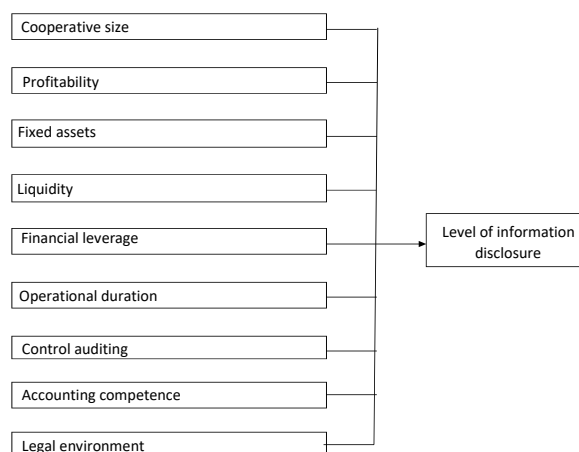 Cooperative size
Profitability
Fixed assets
Liquidity
Financial leverage
Level of information
disclosure
Operational duration
Control auditing
Accounting competence
Legal environment